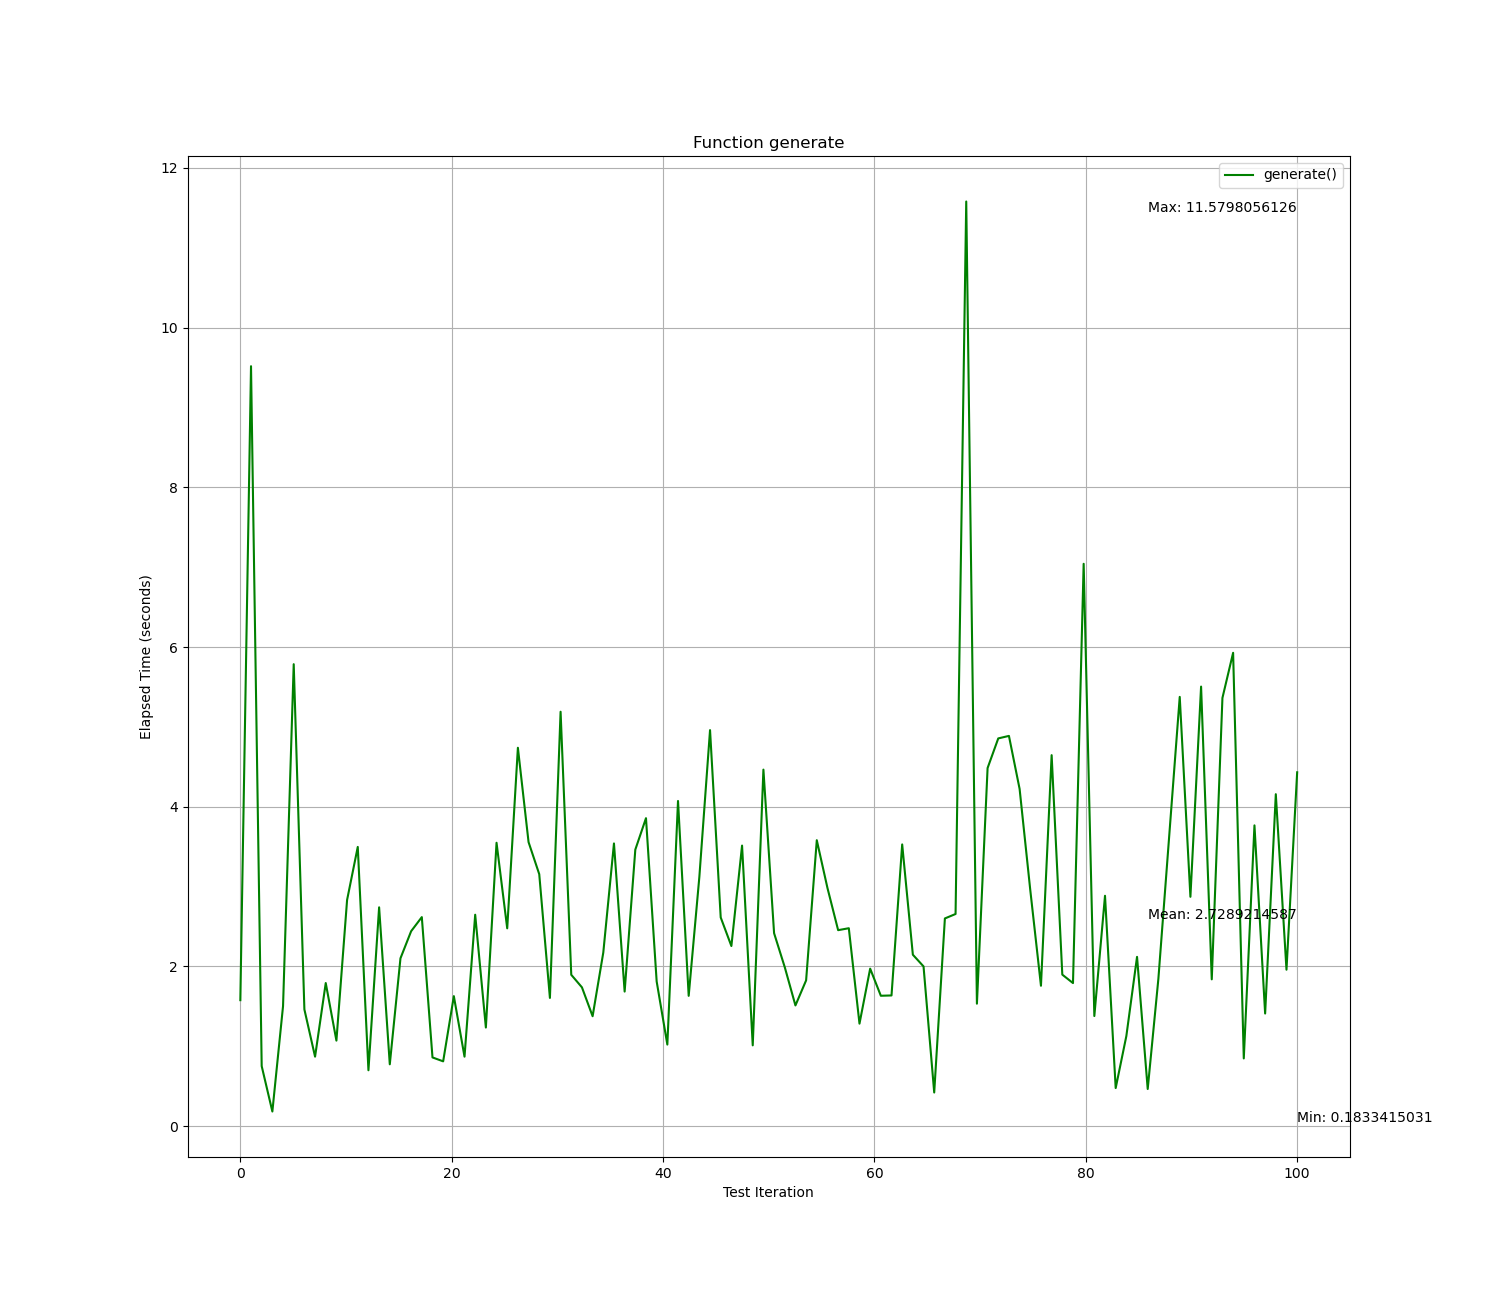 Function generate
generate()
Max: 11.5798056126
Mean: 2.7289214587
Min: 0.1833415031
12
10
8
6
4
2
0
Elapsed Time (seconds)
0 20 40 60 80 100
Test Iteration